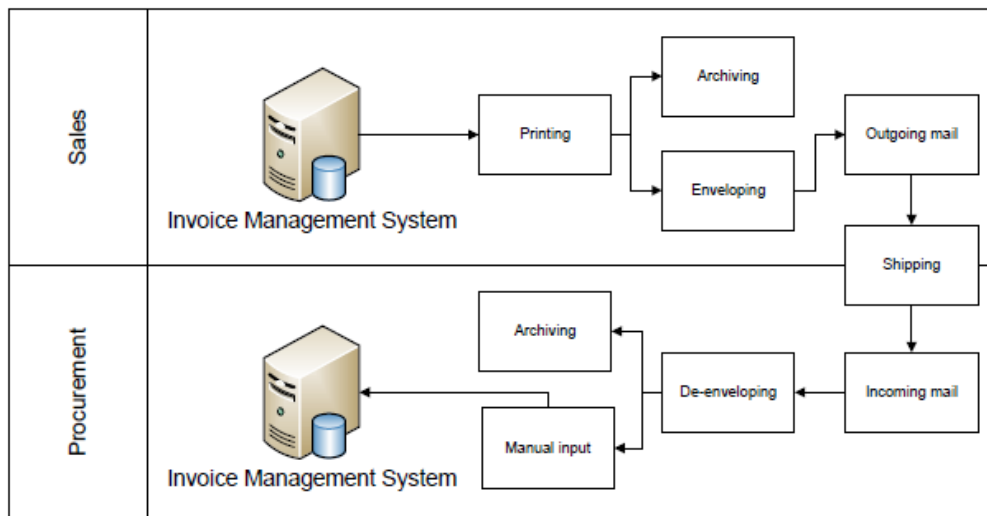 Sales
Invoice Management System
Printing
Archiving
Enveloping
Outgoing mail
Shipping
Procurement
Incoming mail
De-enveloping
Archiving
Manual input
Invoice Management System